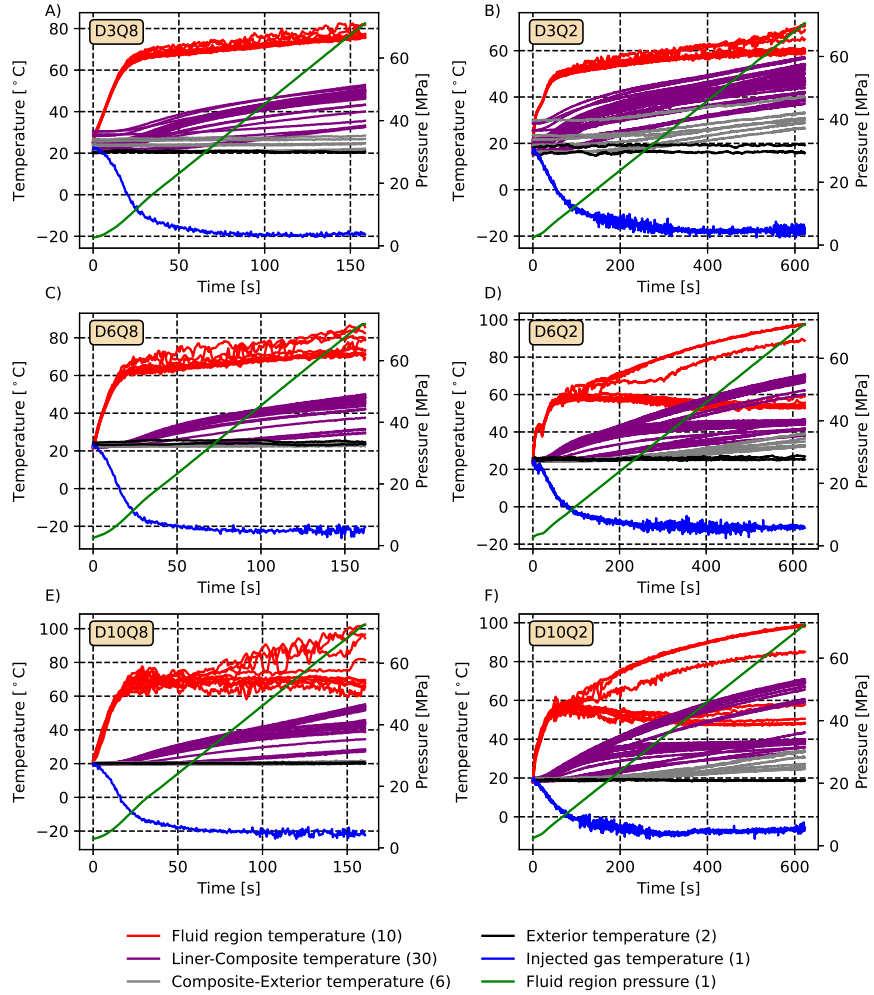 A)
D3Q8
80
60
40
20
0
−20
Temperature [°C]
60
40
20
0
Pressure [MPa]
0 50 100 150
Time [s]
B)
D3Q2
60
40
20
0
−20
Temperature [°C]
60
40
20
0
Pressure [MPa]
0 200 400 600
Time [s]
C)
D6Q8
80
60
40
20
0
−20
Temperature [°C]
60
40
20
0
Pressure [MPa]
0 50 100 150
Time [s]
D)
D6Q2
100
80
60
40
20
0
−20
Temperature [°C]
60
40
20
0
Pressure [MPa]
0 200 400 600
Time [s]
E)
D10Q8
100
80
60
40
20
0
−20
Temperature [°C]
60
40
20
0
Pressure [MPa]
0 50 100 150
Time [s]
F)
D10Q2
100
80
60
40
20
0
Temperature [°C]
60
40
20
0
Pressure [MPa]
0 200 400 600
Time [s]
Fluid region temperature (10)
Liner-Composite temperature (30)
Composite-Exterior temperature (6)
Exterior temperature (2)
Injected gas temperature (1)
Fluid region pressure (1)